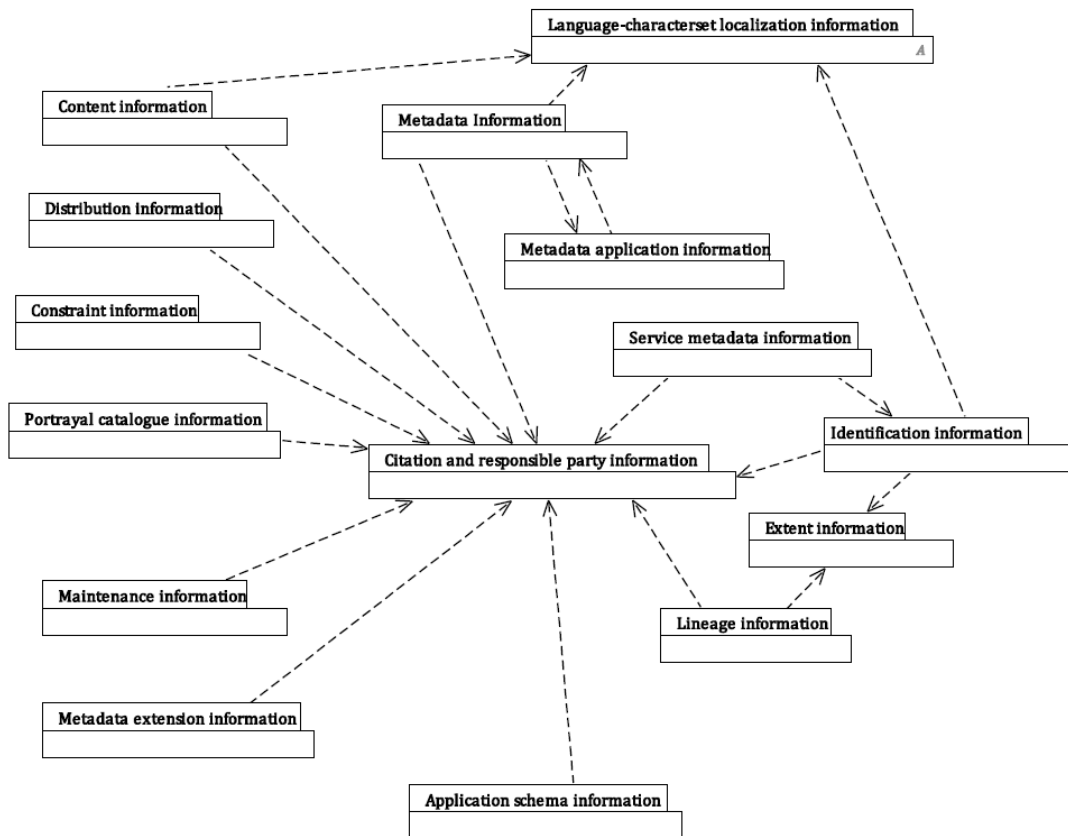 Language-characterset localization information
A
Content information
Metadata Information
Distribution information
Metadata application information
Constraint information
Service metadata information
Portrayal catalogue information
Identification information
Citation and responsible party information
Extent information
Maintenance information
Lineage information
Metadata extension information
Application schema information